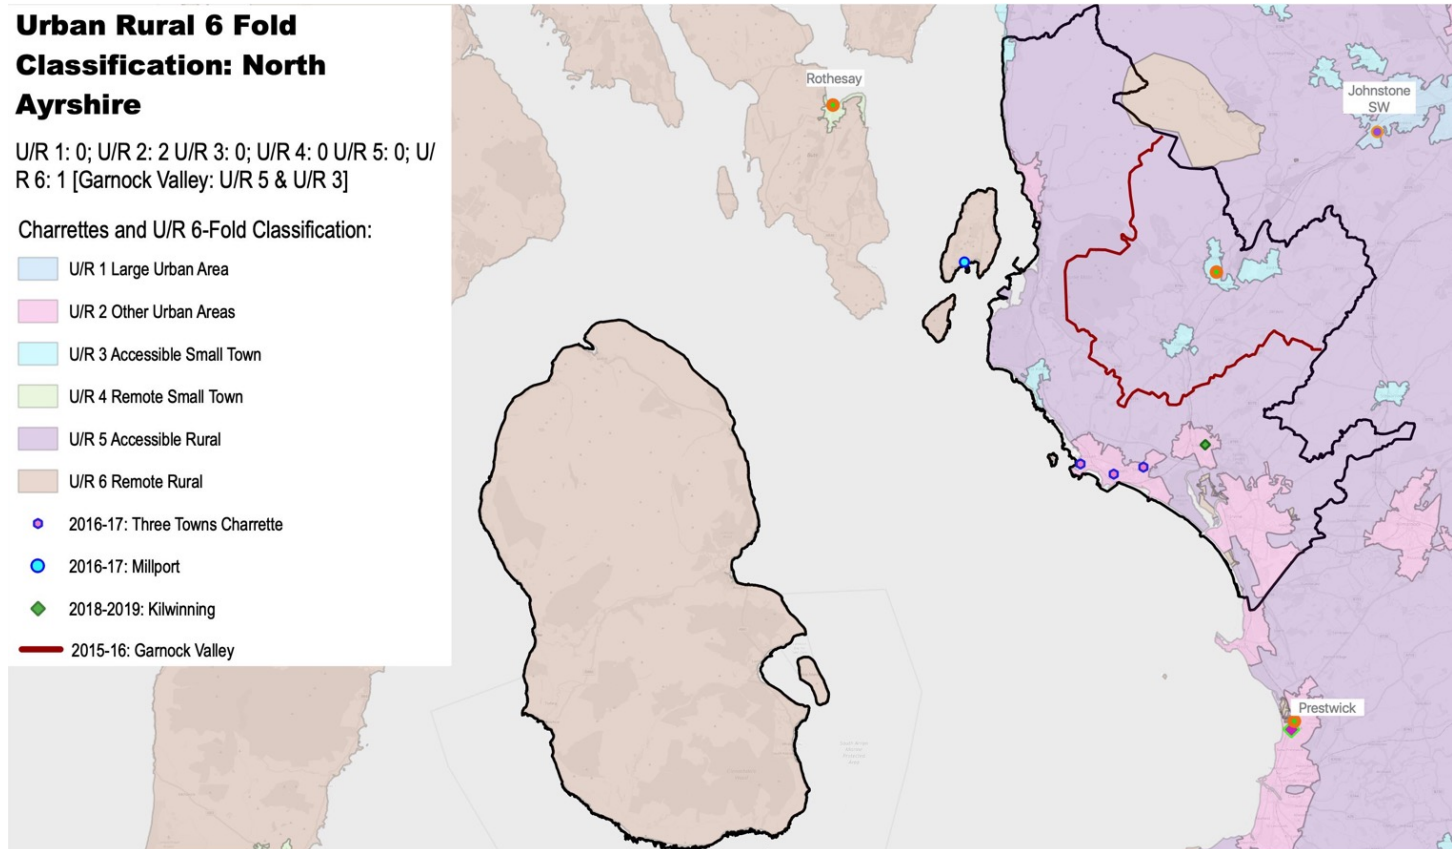 Urban Rural 6 Fold
Classification: North
Ayrshire
U/R 1: 0; U/R 2: 2 U/R 3: 0; U/R 4: 0 U/R 5: 0; U/
R 6: 1 [Garnock Valley: U/R 5 & U/R 3]
Charrettes and U/R 6-Fold Classification:
U/R 1 Large Urban Area
U/R 2 Other Urban Areas
U/R 3 Accessible Small Town
U/R 4 Remote Small Town
U/R 5 Accessible Rural
U/R 6 Remote Rural
2016-17: Three Towns Charrette
2016-17: Millport
2018-2019: Kilwinning
2015-16: Garnock Valley
Rothesay
Johnstone
SW
Prestwick